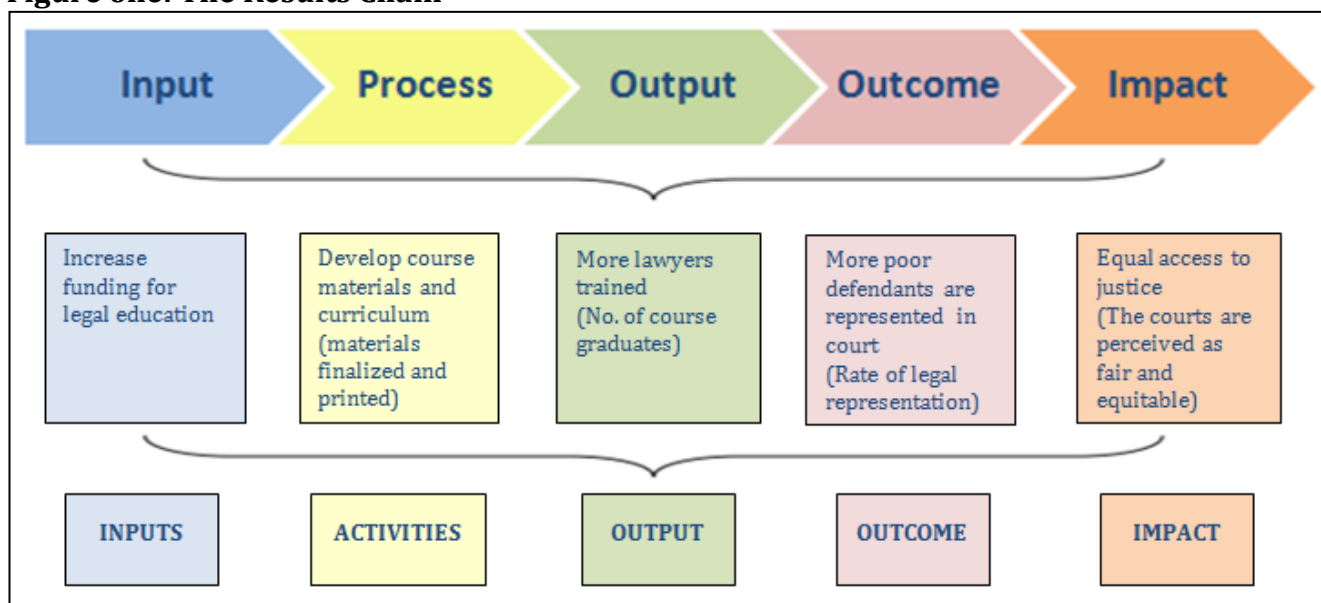 Figure one: The Results Chain
Input
Process
Output
Outcome
Impact
Increase
funding for
legal education
Develop course
materials and
curriculum
(materials
finalized and
printed)
More lawyers
trained
(No. of course
graduates)
More poor
defendants are
represented in
court
(Rate of legal
representation)
Equal access to
justice
(The courts are
perceived as
fair and
equitable)
INPUTS
ACTIVITIES
OUTPUT
OUTCOME
IMPACT